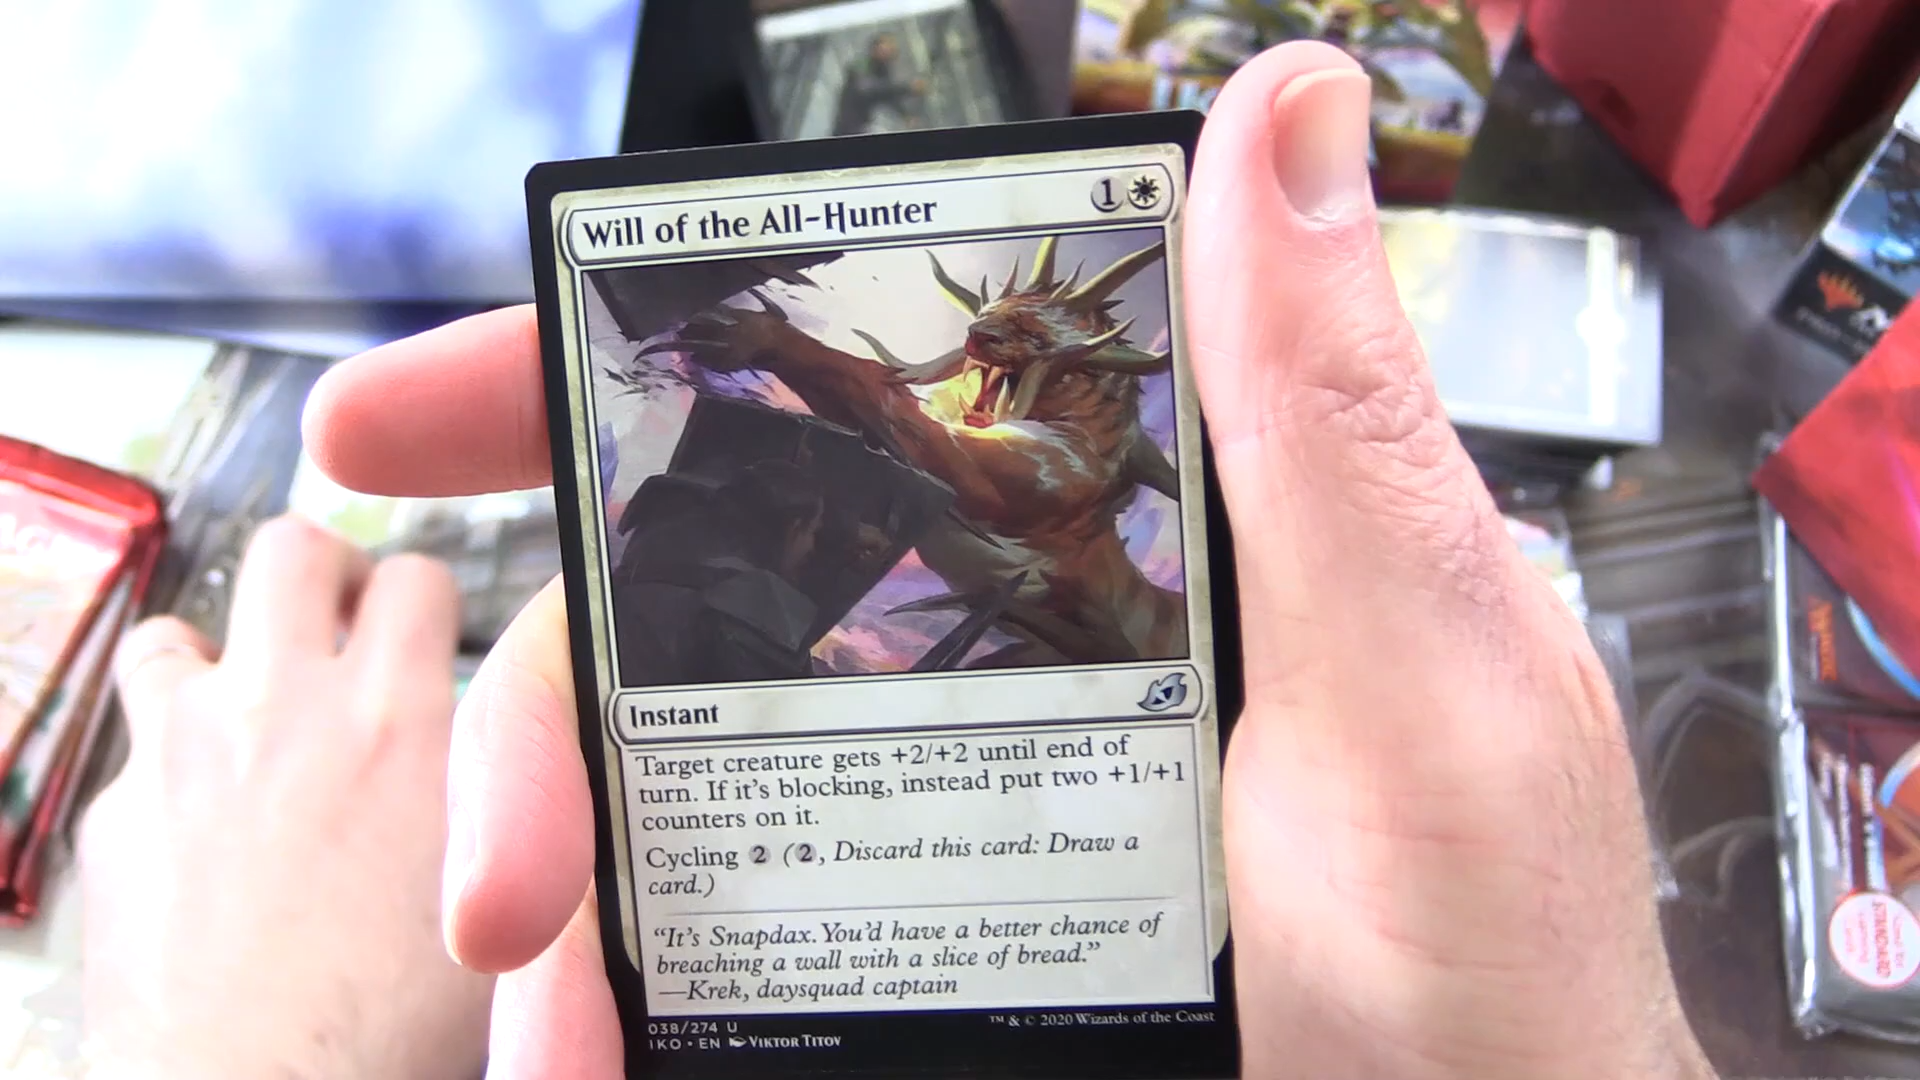 Will of the All-Hunter 1
Instant
Target creature gets +2/+2 until end of
turn. If it's blocking, instead put two +1/+1
counters on it.
Cycling 2 (2, Discard this card: Draw a
card.)
“It's Snapdax. You'd have a better chance of
breaching a wall with a slice of bread.”
—Krek, daysquad captain
038/274 U
IKO • EN Viktor Titov
™ & © 2020 Wizards of the Coast